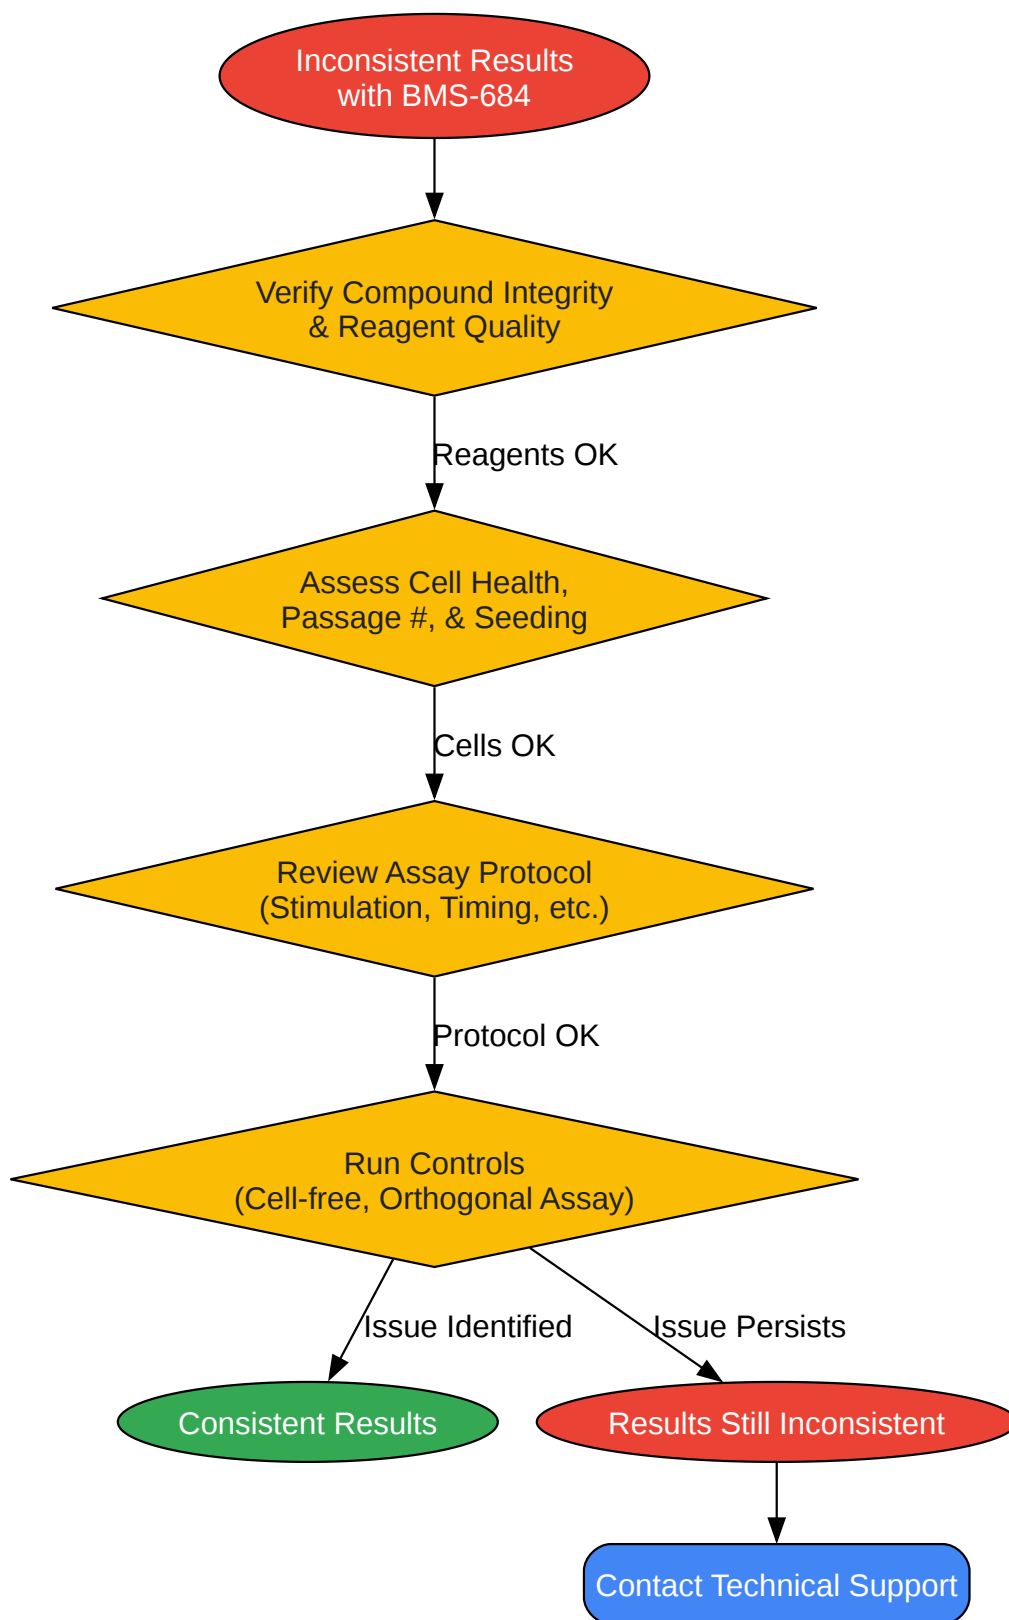 Inconsistent Results
with BMS-684
Verify Compound Integrity
& Reagent Quality
Reagents OK
Assess Cell Health,
Passage #, & Seeding
Cells OK
Review Assay Protocol
(Stimulation, Timing, etc.)
Protocol OK
Run Controls
(Cell-free, Orthogonal Assay)
Issue Identified
Issue Persists
Consistent Results
Results Still Inconsistent
Contact Technical Support